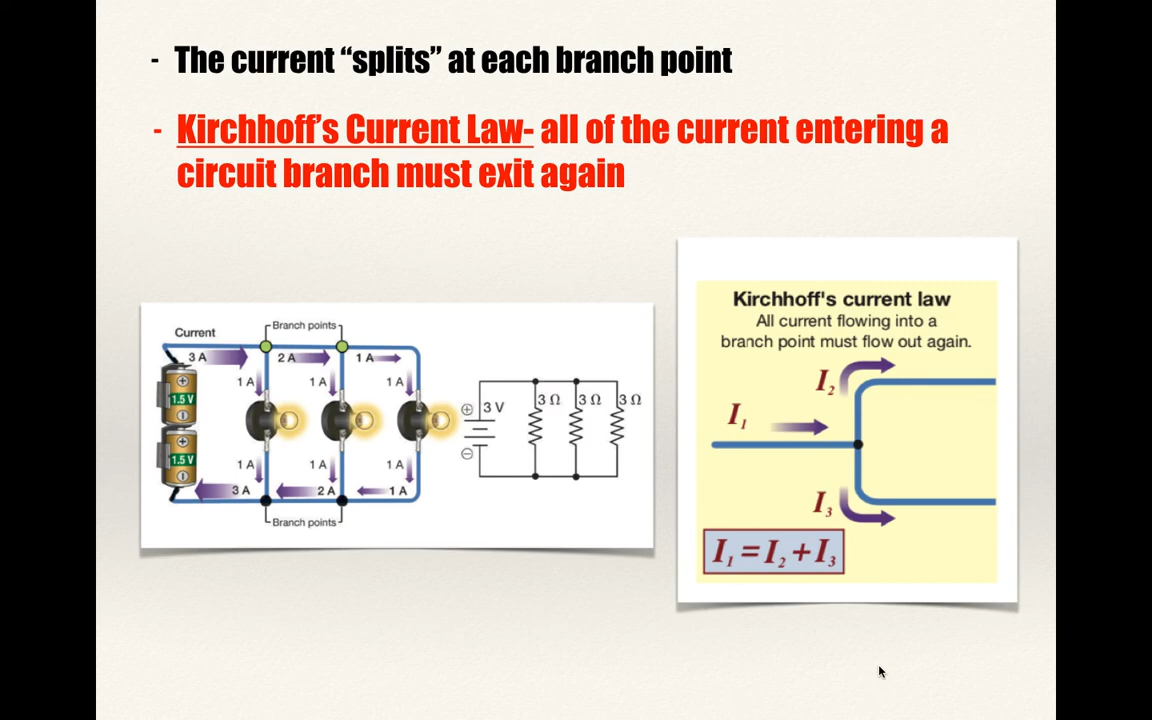 - The current “splits” at each branch point
- Kirchhoff’s Current Law- all of the current entering a
circuit branch must exit again
Current
Branch points
3 A
2 A
1 A
1 A
1 A
1 A
+
1.5 V
+
1.5 V
1 A
1 A
1 A
3 A
2 A
1 A
Branch points
+
3 V
3 Ω
3 Ω
3 Ω
Kirchhoff's current law
All current flowing into a
branch point must flow out again.
I2
I1
I3
I1 = I2 + I3